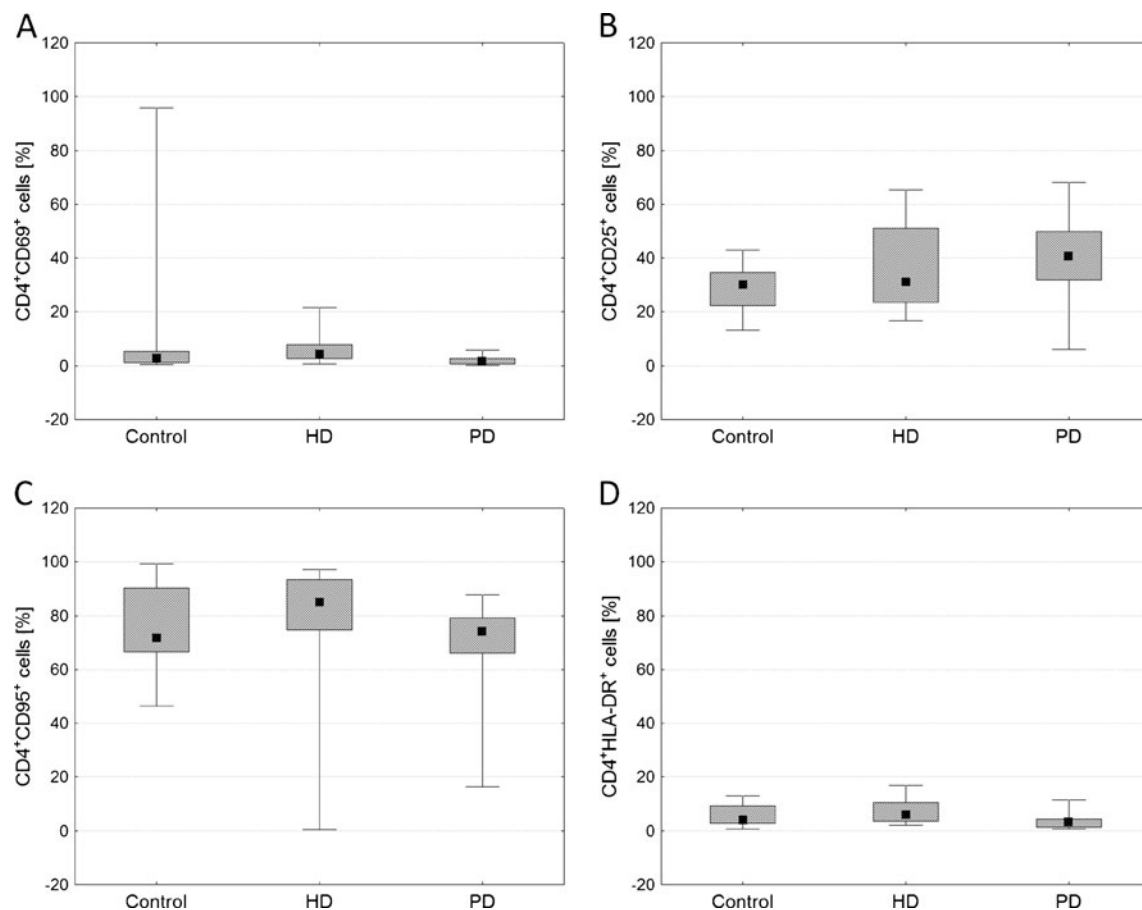 A
CD4⁺CD69⁺ cells [%]
120
100
80
60
40
20
0
-20
Control HD PD
B
CD4⁺CD25⁺ cells [%]
120
100
80
60
40
20
0
-20
Control HD PD
C
CD4⁺CD95⁺ cells [%]
120
100
80
60
40
20
0
-20
Control HD PD
D
CD4⁺HLA-DR⁺ cells [%]
120
100
80
60
40
20
0
-20
Control HD PD